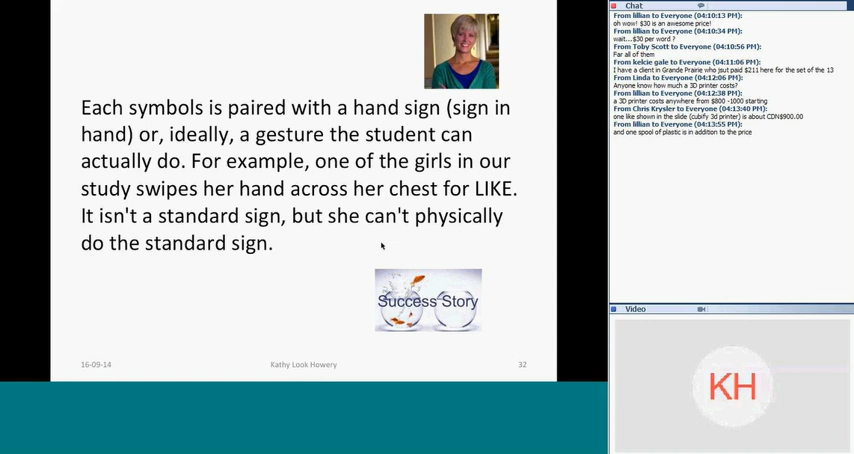 Each symbols is paired with a hand sign (sign in
hand) or, ideally, a gesture the student can
actually do. For example, one of the girls in our
study swipes her hand across her chest for LIKE.
It isn't a standard sign, but she can't physically
do the standard sign.
Success Story
16-09-14
Kathy Look Howery
32
Chat
From lillian to Everyone (04:10:13 PM):
oh wow! $30 is an awesome price!
From lillian to Everyone (04:10:34 PM):
wait...$30 per word ?
From Toby Scott to Everyone (04:10:56 PM):
Far all of them
From kelcie gale to Everyone (04:11:06 PM):
I have a client in Grande Prairie who jsut paid $211 here for the set of the 13
From Linda to Everyone (04:12:06 PM):
Anyone know how much a 3D printer costs?
From lillian to Everyone (04:12:38 PM):
a 3D printer costs anywhere from $800 -1000 starting
From Chris Krysler to Everyone (04:13:40 PM):
one like shown in the slide (cubify 3d printer) is about CDN$900.00
From lillian to Everyone (04:13:55 PM):
and one spool of plastic is in addition to the price
Video
KH